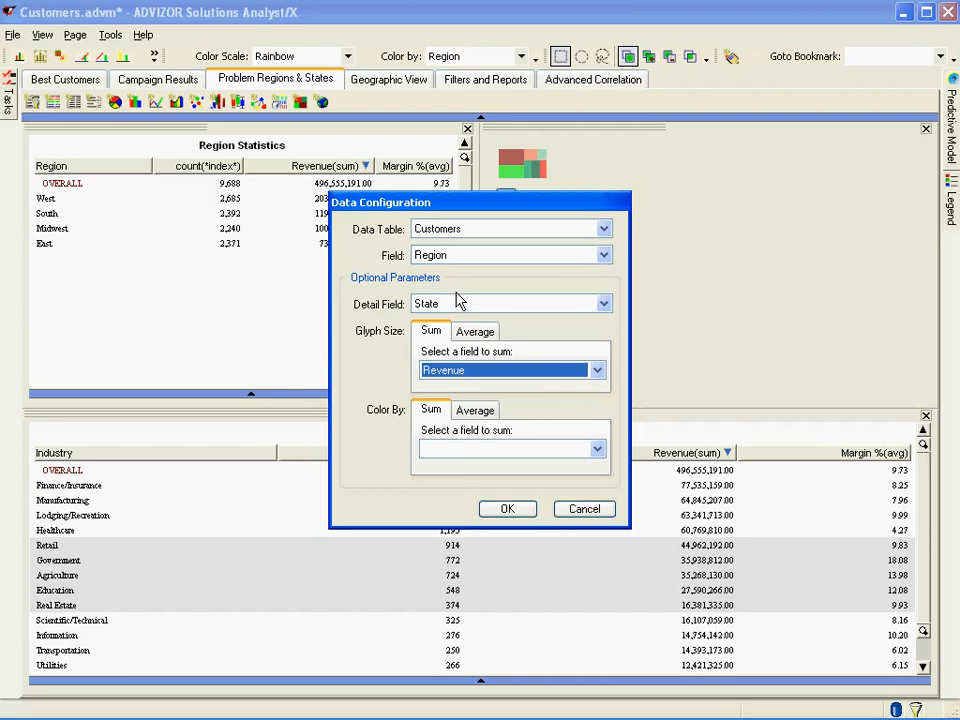 Customers.advm* - ADVIZOR Solutions Analyst/X
File View Page Tools Help
Color Scale: Rainbow Color by: Region Goto Bookmark:
Best Customers Campaign Results Problem Regions & States Geographic View Filters and Reports Advanced Correlation
Tasks
Predictive Model
Legend
Region Statistics
Region count(*index*) Revenue(sum) Margin %(avg)
OVERALL 9,688 496,555,191.00 9.73
West 2,685 203
South 2,392 119
Midwest 2,240 100
East 2,371 73
Data Configuration
Data Table: Customers
Field: Region
Optional Parameters
Detail Field: State
Glyph Size: Sum Average
Select a field to sum:
Revenue
Color By: Sum Average
Select a field to sum:
OK Cancel
Industry Revenue(sum) Margin %(avg)
OVERALL 496,555,191.00 9.73
Finance/Insurance 77,535,159.00 8.25
Manufacturing 64,845,207.00 7.96
Lodging/Recreation 63,341,713.00 9.99
Healthcare 1,195 60,769,810.00 4.27
Retail 914 44,962,192.00 9.83
Government 772 35,938,812.00 18.08
Agriculture 724 35,268,130.00 13.98
Education 548 27,590,266.00 12.08
Real Estate 374 16,381,335.00 9.93
Scientific/Technical 325 16,107,059.00 8.16
Information 276 14,754,142.00 10.20
Transportation 250 14,393,173.00 6.02
Utilities 266 12,421,325.00 6.15